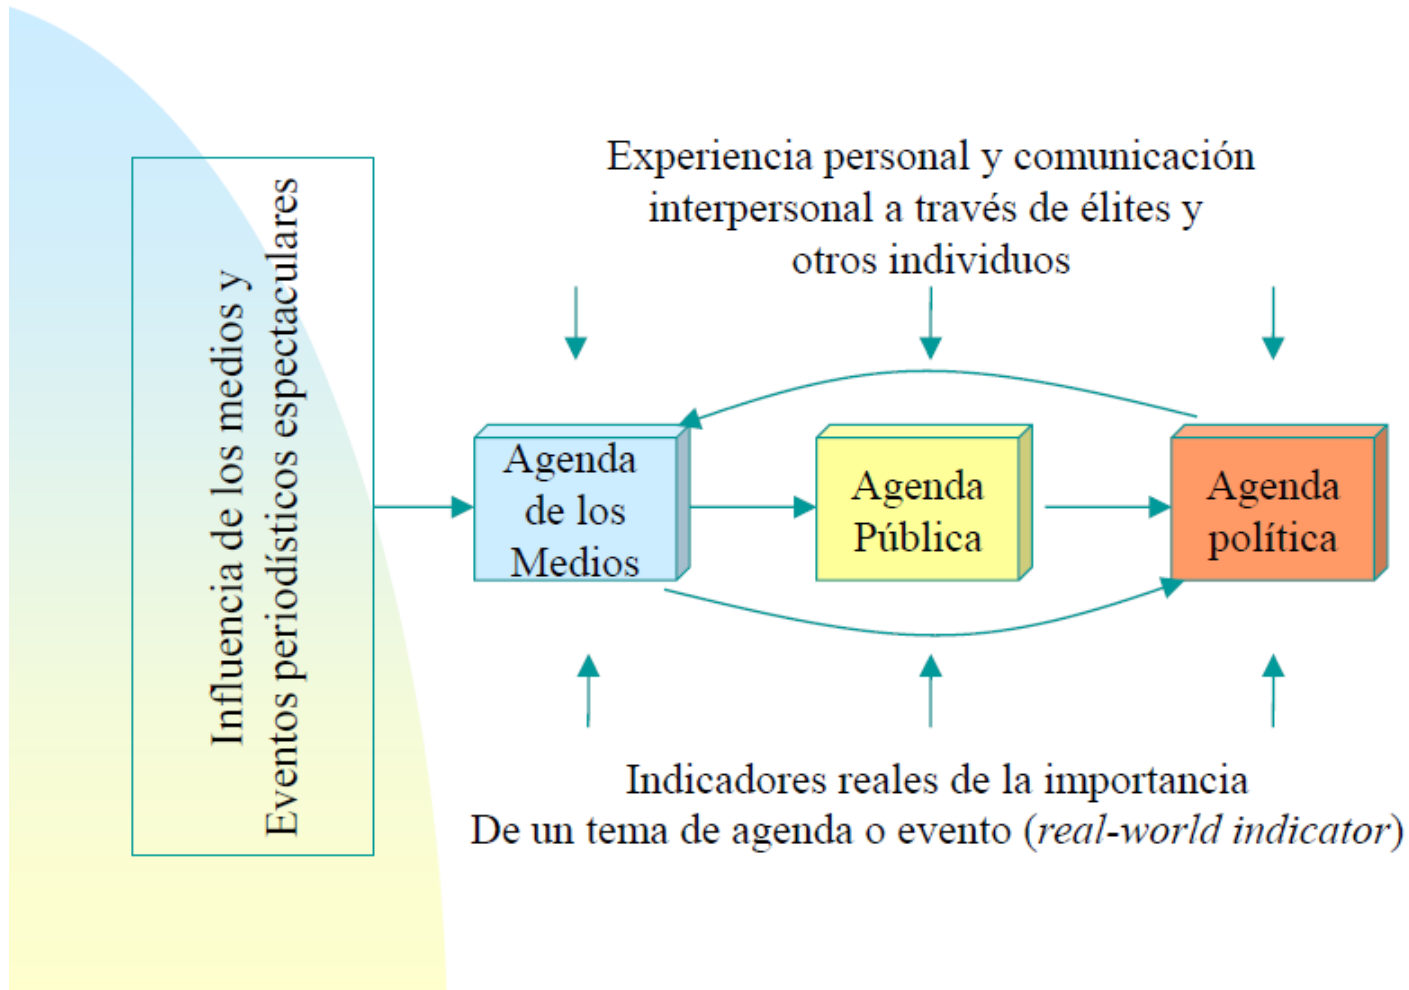 Influencia de los medios y
Eventos periodísticos espectaculares
Experiencia personal y comunicación
interpersonal a través de élites y
otros individuos
Agenda
de los
Medios
Agenda
Pública
Agenda
política
Indicadores reales de la importancia
De un tema de agenda o evento (real-world indicator)